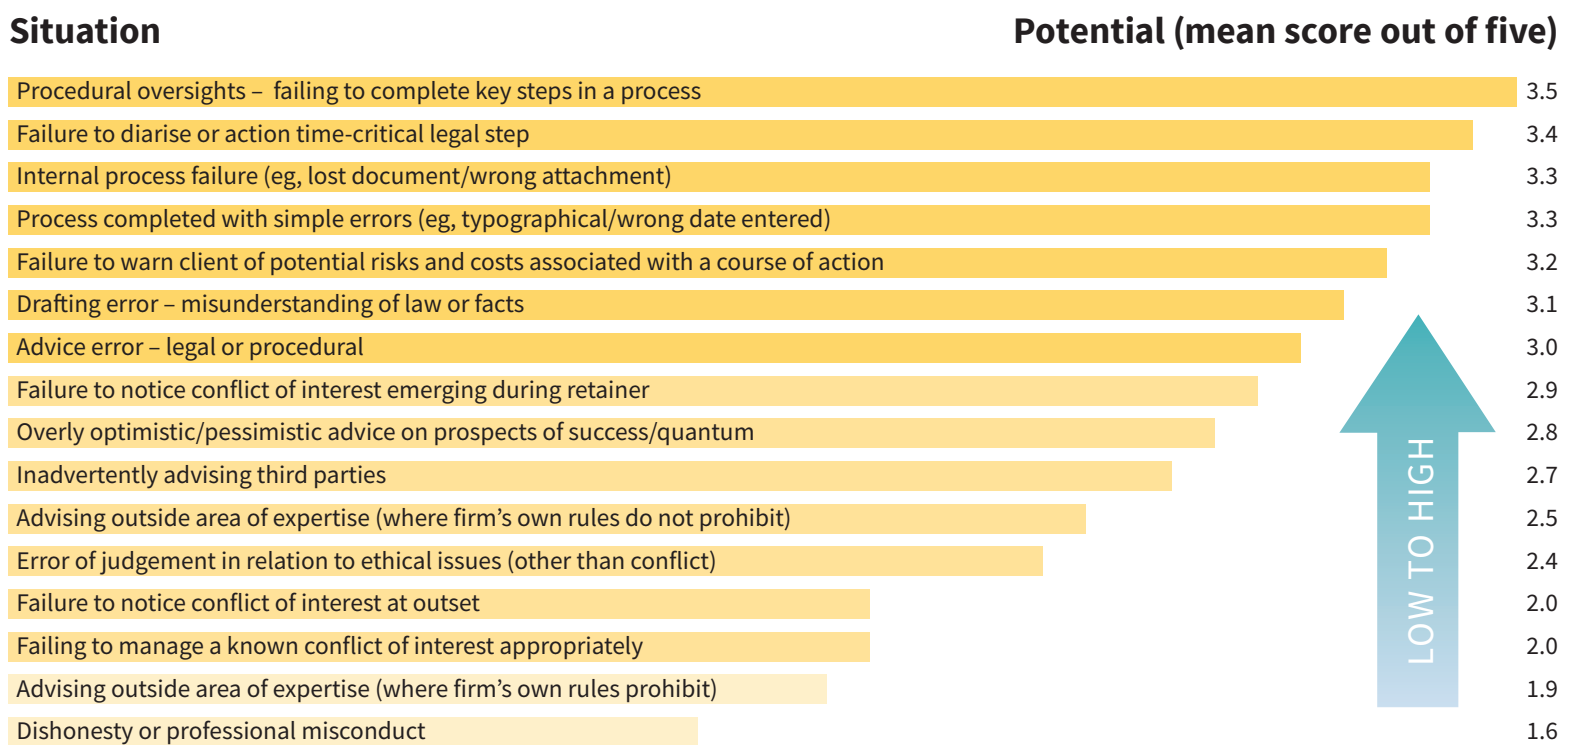 Situation Potential (mean score out of five)
Procedural oversights – failing to complete key steps in a process 3.5
Failure to diarise or action time-critical legal step 3.4
Internal process failure (eg, lost document/wrong attachment) 3.3
Process completed with simple errors (eg, typographical/wrong date entered) 3.3
Failure to warn client of potential risks and costs associated with a course of action 3.2
Drafting error – misunderstanding of law or facts 3.1
Advice error – legal or procedural 3.0
Failure to notice conflict of interest emerging during retainer 2.9
Overly optimistic/pessimistic advice on prospects of success/quantum 2.8
Inadvertently advising third parties 2.7
Advising outside area of expertise (where firm’s own rules do not prohibit) 2.5
Error of judgement in relation to ethical issues (other than conflict) 2.4
Failure to notice conflict of interest at outset 2.0
Failing to manage a known conflict of interest appropriately 2.0
Advising outside area of expertise (where firm’s own rules prohibit) 1.9
Dishonesty or professional misconduct 1.6
LOW TO HIGH